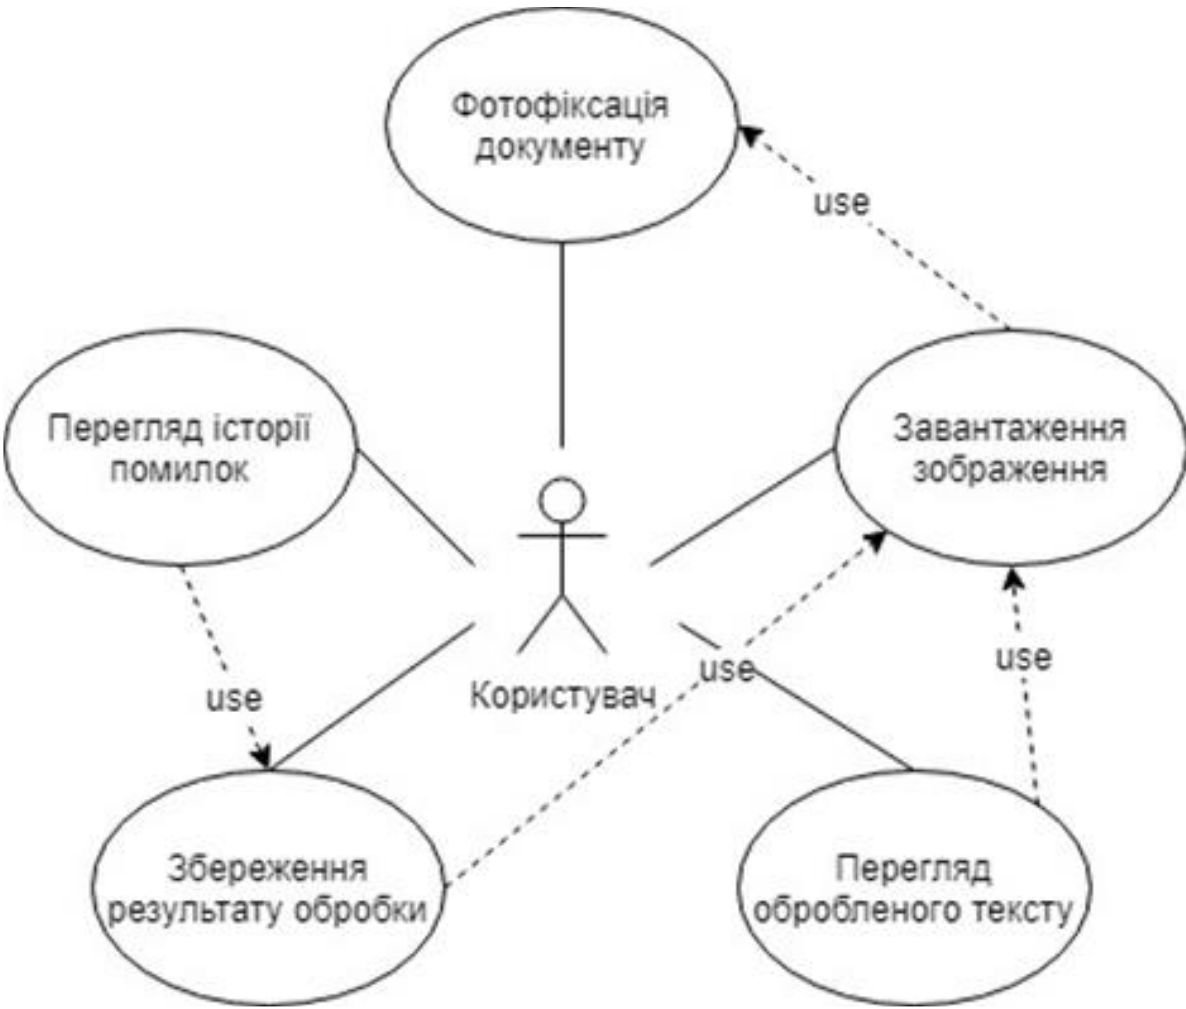 Фотофіксація
документу
use
Перегляд історії
помилок
Завантаження
зображення
use
use
use
Користувач
Збереження
результату обробки
Перегляд
обробленого тексту